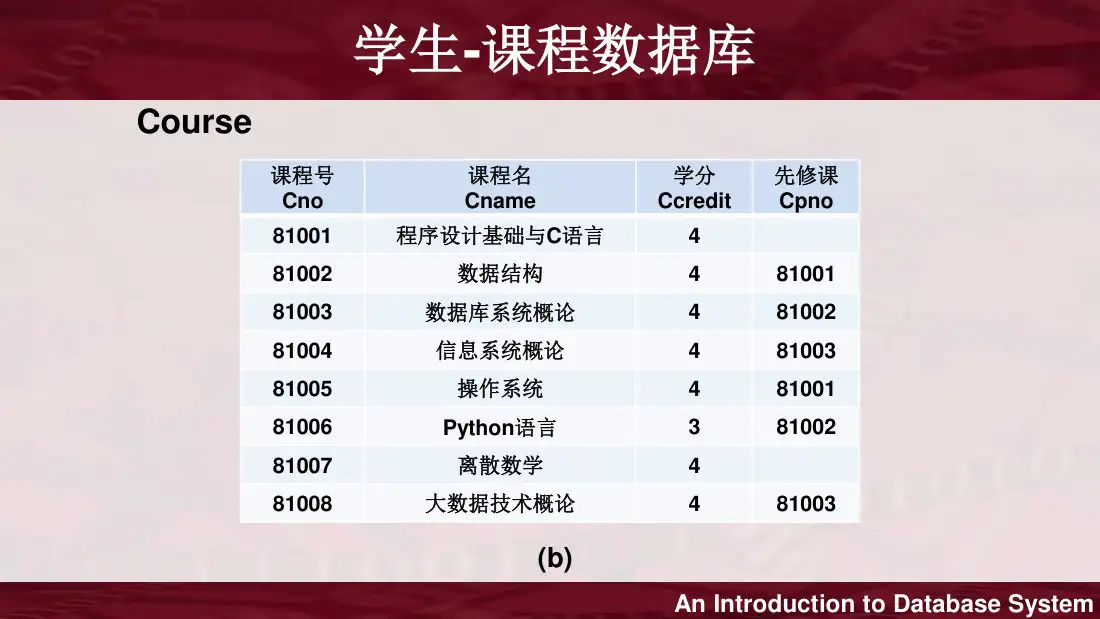 学生-课程数据库
Course
课程号 课程名 学分 先修课
Cno Cname Ccredit Cpno
81001 程序设计基础与C语言 4
81002 数据结构 4 81001
81003 数据库系统概论 4 81002
81004 信息系统概论 4 81003
81005 操作系统 4 81001
81006 Python语言 3 81002
81007 离散数学 4
81008 大数据技术概论 4 81003
(b)
An Introduction to Database System